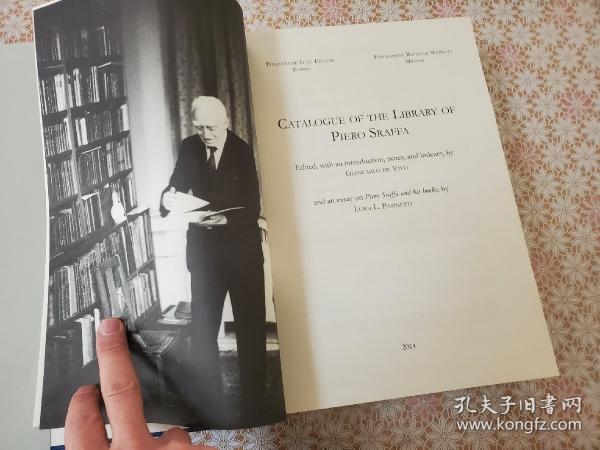 FONDAZIONE LUIGI EINAUDI
TORINO
FONDAZIONE RAFFAELE MATTIOLI
MILANO
CATALOGUE OF THE LIBRARY OF
PIERO SRAFFA
Edited, with an introduction, notes, and indexes, by
GIANCARLO DE VIVO
and an essay on Piero Sraffa and his books, by
LUIGI L. PASINETTI
2014
孔夫子旧书网
www.kongfz.com